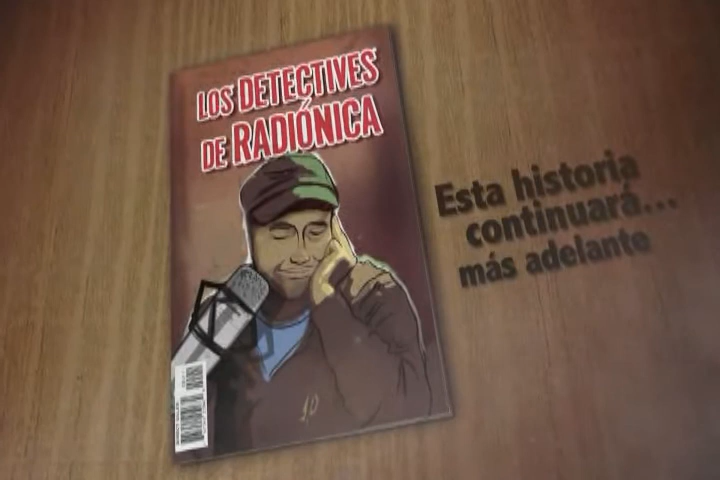 LOS DETECTIVES
DE RADIÓNICA
Esta historia
continuará...
más adelante